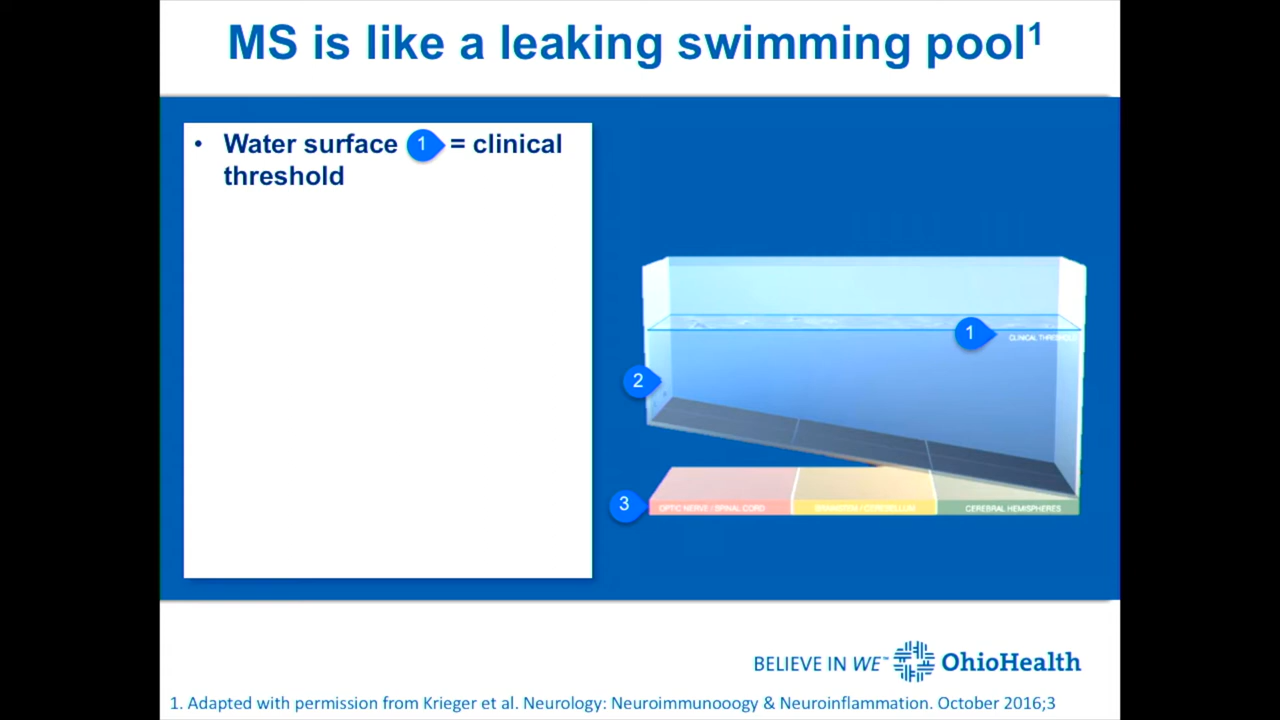 MS is like a leaking swimming pool1
• Water surface 1 = clinical
threshold
1
CLINICAL THRESHOLD
2
3
OPTIC NERVE / SPINAL CORD
BRAINSTEM / CEREBELLUM
CEREBRAL HEMISPHERES
BELIEVE IN WE™ OhioHealth
1. Adapted with permission from Krieger et al. Neurology: Neuroimmunooogy & Neuroinflammation. October 2016;3